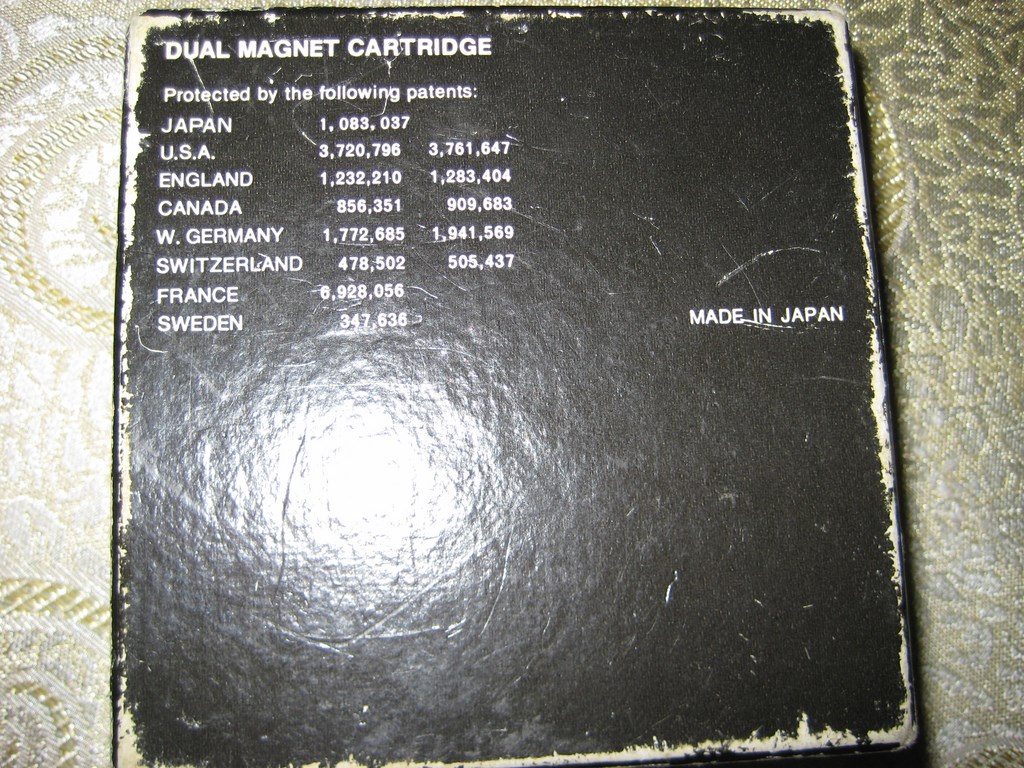 DUAL MAGNET CARTRIDGE
Protected by the following patents:
JAPAN 1,083,037
U.S.A. 3,720,796 3,761,647
ENGLAND 1,232,210 1,283,404
CANADA 856,351 909,683
W. GERMANY 1,772,685 1,941,569
SWITZERLAND 478,502 505,437
FRANCE 6,928,056
SWEDEN 347,636
MADE IN JAPAN